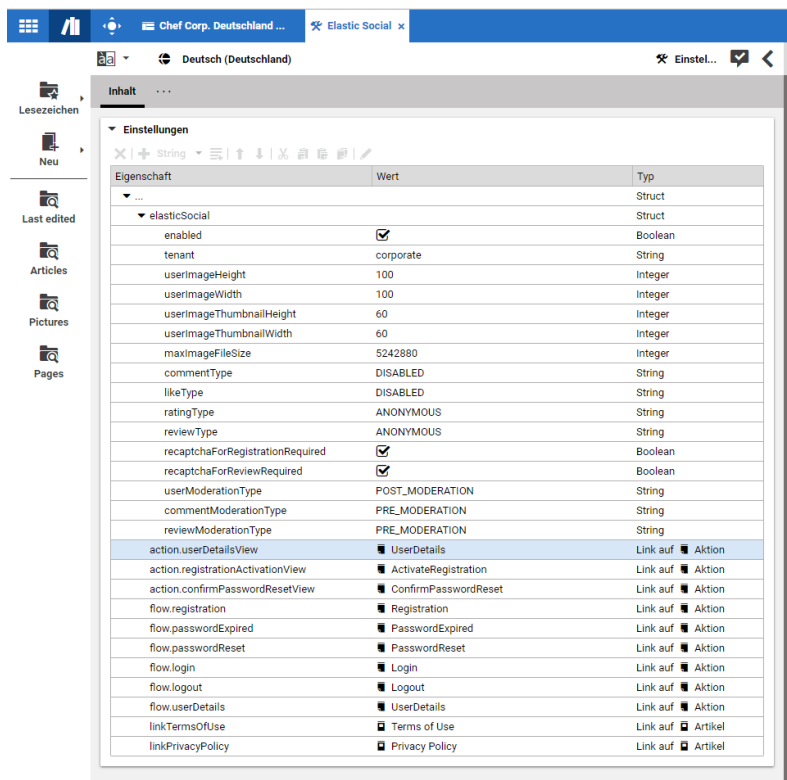 Chef Corp. Deutschland ... Elastic Social ×
àa Deutsch (Deutschland) Einstel...
Lesezeichen
Neu
Last edited
Articles
Pictures
Pages
Inhalt ...
Einstellungen
String
Eigenschaft Wert Typ
... Struct
elasticSocial Struct
enabled Boolean
tenant corporate String
userImageHeight 100 Integer
userImageWidth 100 Integer
userImageThumbnailHeight 60 Integer
userImageThumbnailWidth 60 Integer
maxImageFileSize 5242880 Integer
commentType DISABLED String
likeType DISABLED String
ratingType ANONYMOUS String
reviewType ANONYMOUS String
recaptchaForRegistrationRequired Boolean
recaptchaForReviewRequired Boolean
userModerationType POST_MODERATION String
commentModerationType PRE_MODERATION String
reviewModerationType PRE_MODERATION String
action.userDetailsView UserDetails Link auf Aktion
action.registrationActivationView ActivateRegistration Link auf Aktion
action.confirmPasswordResetView ConfirmPasswordReset Link auf Aktion
flow.registration Registration Link auf Aktion
flow.passwordExpired PasswordExpired Link auf Aktion
flow.passwordReset PasswordReset Link auf Aktion
flow.login Login Link auf Aktion
flow.logout Logout Link auf Aktion
flow.userDetails UserDetails Link auf Aktion
linkTermsOfUse Terms of Use Link auf Artikel
linkPrivacyPolicy Privacy Policy Link auf Artikel